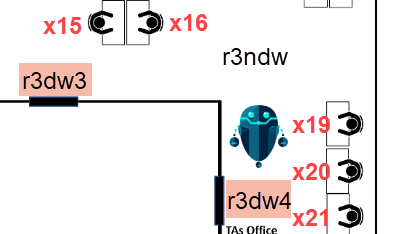 x15 x16
r3ndw
r3dw3
x19
x20
r3dw4
x21
TAs Office